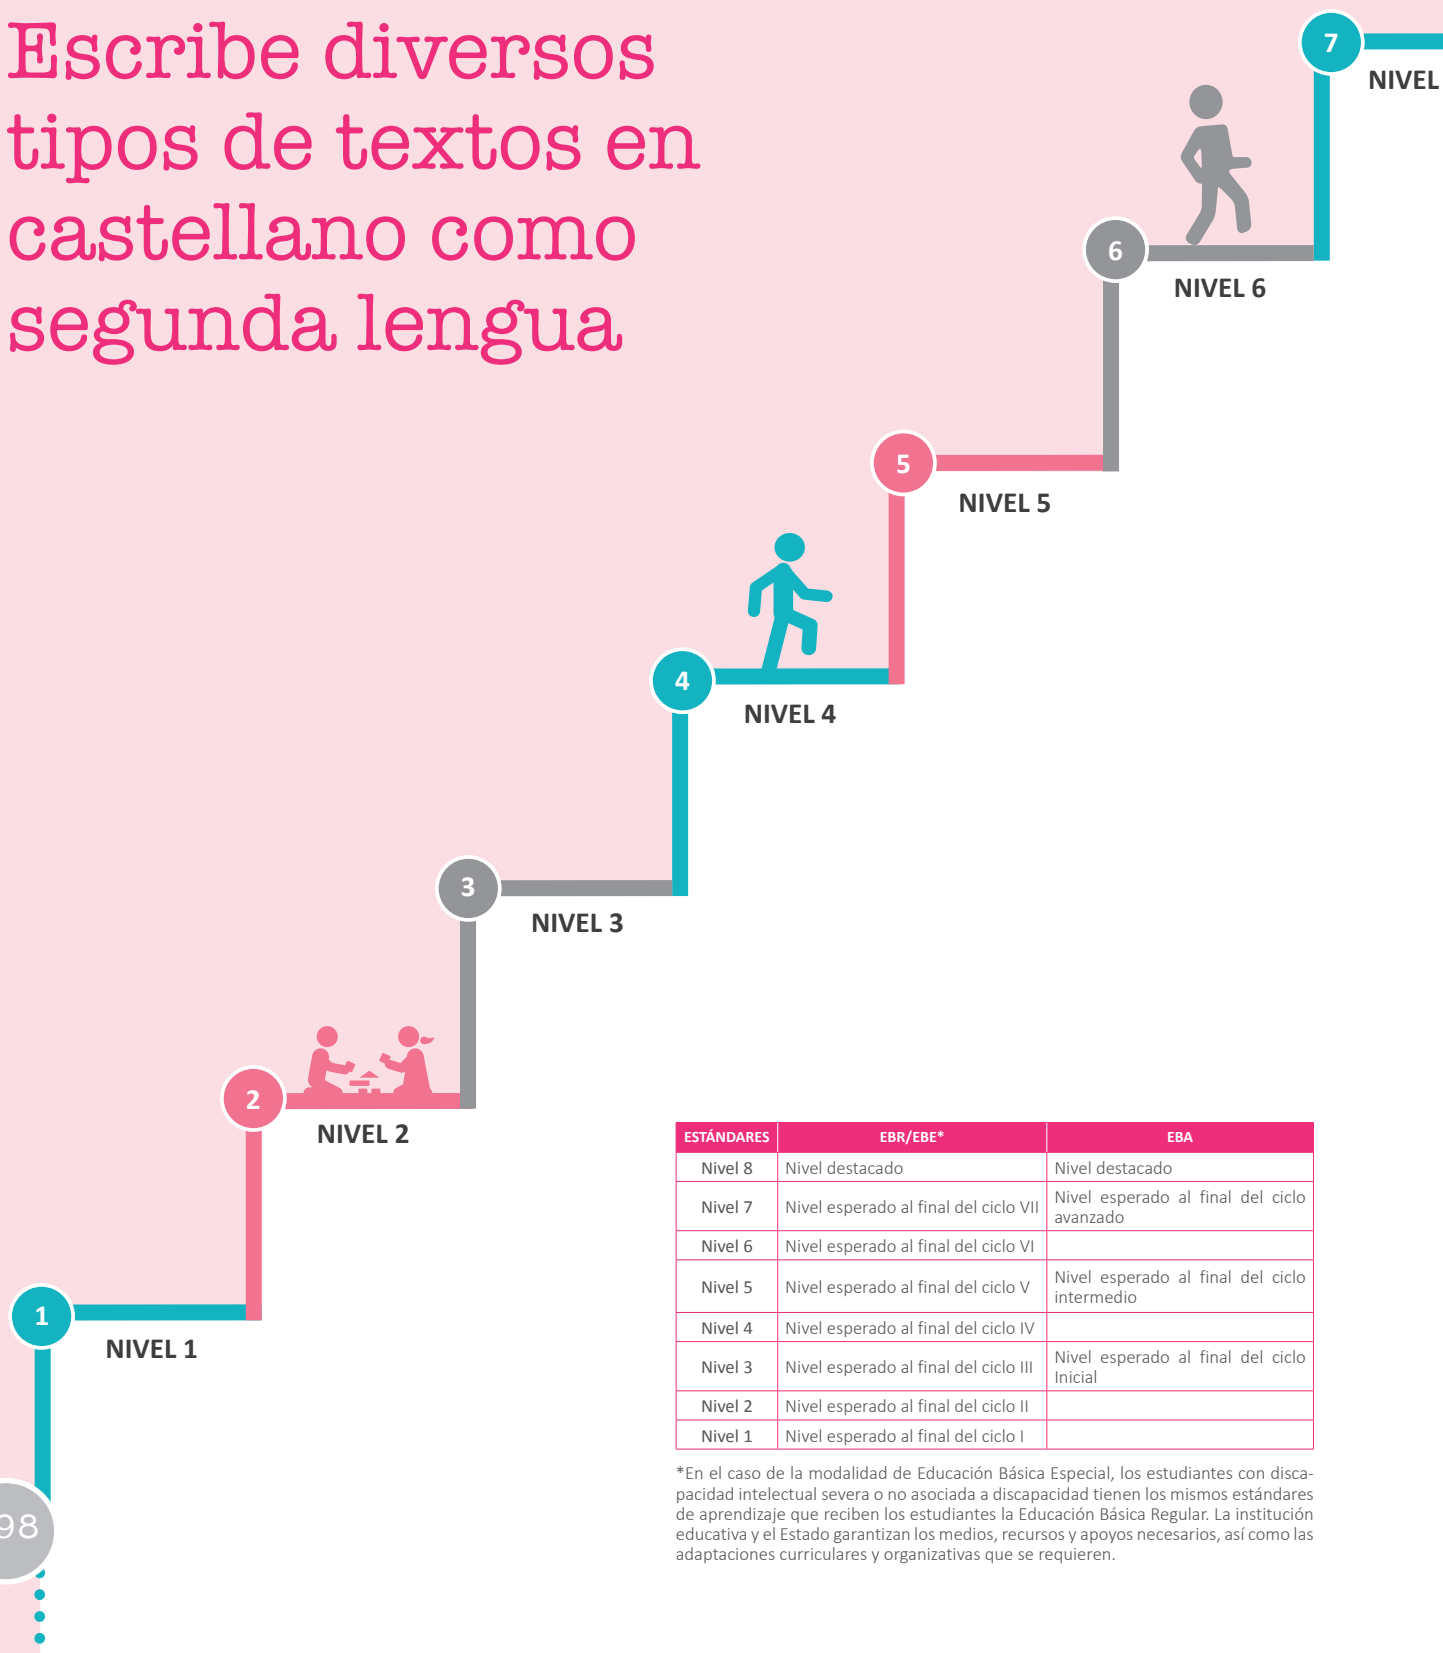 Escribe diversos
tipos de textos en
castellano como
segunda lengua
7
NIVEL
6
NIVEL 6
5
NIVEL 5
4
NIVEL 4
3
NIVEL 3
2
NIVEL 2
1
NIVEL 1
ESTÁNDARES EBR/EBE* EBA
Nivel 8 Nivel destacado Nivel destacado
Nivel 7 Nivel esperado al final del ciclo VII Nivel esperado al final del ciclo
avanzado
Nivel 6 Nivel esperado al final del ciclo VI
Nivel 5 Nivel esperado al final del ciclo V Nivel esperado al final del ciclo
intermedio
Nivel 4 Nivel esperado al final del ciclo IV
Nivel 3 Nivel esperado al final del ciclo III Nivel esperado al final del ciclo
Inicial
Nivel 2 Nivel esperado al final del ciclo II
Nivel 1 Nivel esperado al final del ciclo I
*En el caso de la modalidad de Educación Básica Especial, los estudiantes con disca-
pacidad intelectual severa o no asociada a discapacidad tienen los mismos estándares
de aprendizaje que reciben los estudiantes la Educación Básica Regular. La institución
educativa y el Estado garantizan los medios, recursos y apoyos necesarios, así como las
adaptaciones curriculares y organizativas que se requieren.
98